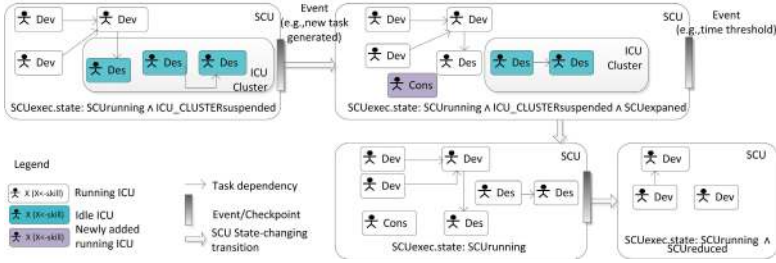 Dev
Dev
SCU
Dev
Des
Des
Des
ICU
Cluster
SCUexec.state: SCUrunning ∧ ICU_CLUSTERsuspended
Event
(e.g.,new task
generated)
Dev
Dev
SCU
Dev
Des
Cons
Des
Des
ICU
Cluster
SCUexec.state: SCUrunning ∧ ICU_CLUSTERsuspended ∧ SCUexpaned
Event
(e.g.,time threshold)
Legend
X (X<-skill)
Running ICU
X (X<-skill)
Idle ICU
X (X<-skill)
Newly added
running ICU
Task dependency
Event/Checkpoint
SCU State-changing
transition
Dev
Dev
SCU
Dev
Des
Des
Cons
Des
SCUexec.state: SCUrunning
Dev
SCU
Dev
Dev
SCUexec.state: SCUrunning ∧
SCUreduced